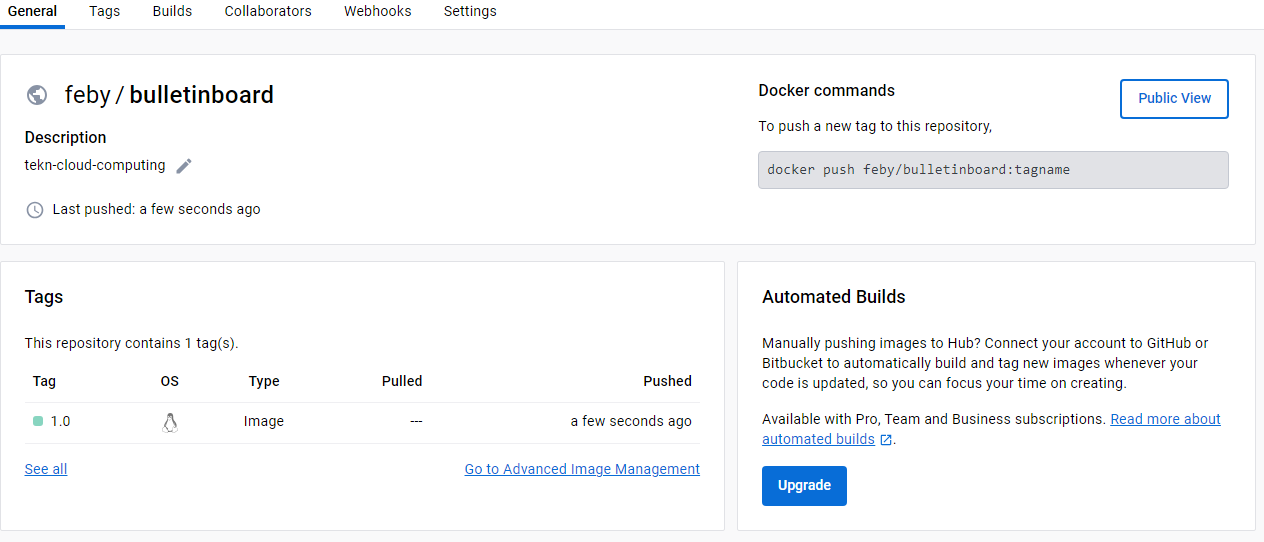 General Tags Builds Collaborators Webhooks Settings
feby / bulletinboard
Description
tekn-cloud-computing
Last pushed: a few seconds ago
Docker commands
Public View
To push a new tag to this repository,
docker push feby/bulletinboard:tagname
Tags
This repository contains 1 tag(s).
Tag OS Type Pulled Pushed
1.0 Image --- a few seconds ago
See all Go to Advanced Image Management
Automated Builds
Manually pushing images to Hub? Connect your account to GitHub or
Bitbucket to automatically build and tag new images whenever your
code is updated, so you can focus your time on creating.
Available with Pro, Team and Business subscriptions. Read more about
automated builds .
Upgrade